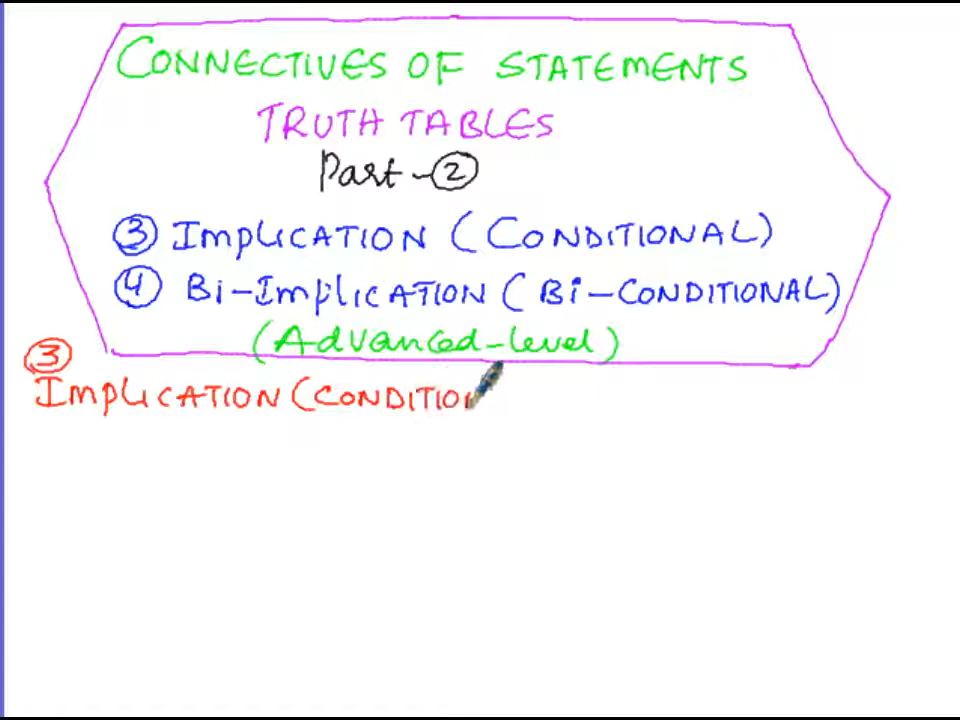 CONNECTIVES OF STATEMENTS
TRUTH TABLES
Part-②
③ IMPLICATION (CONDITIONAL)
④ Bi-IMPLICATION (Bi-CONDITIONAL)
(Advanced-level)
③
IMPLICATION (CONDITION